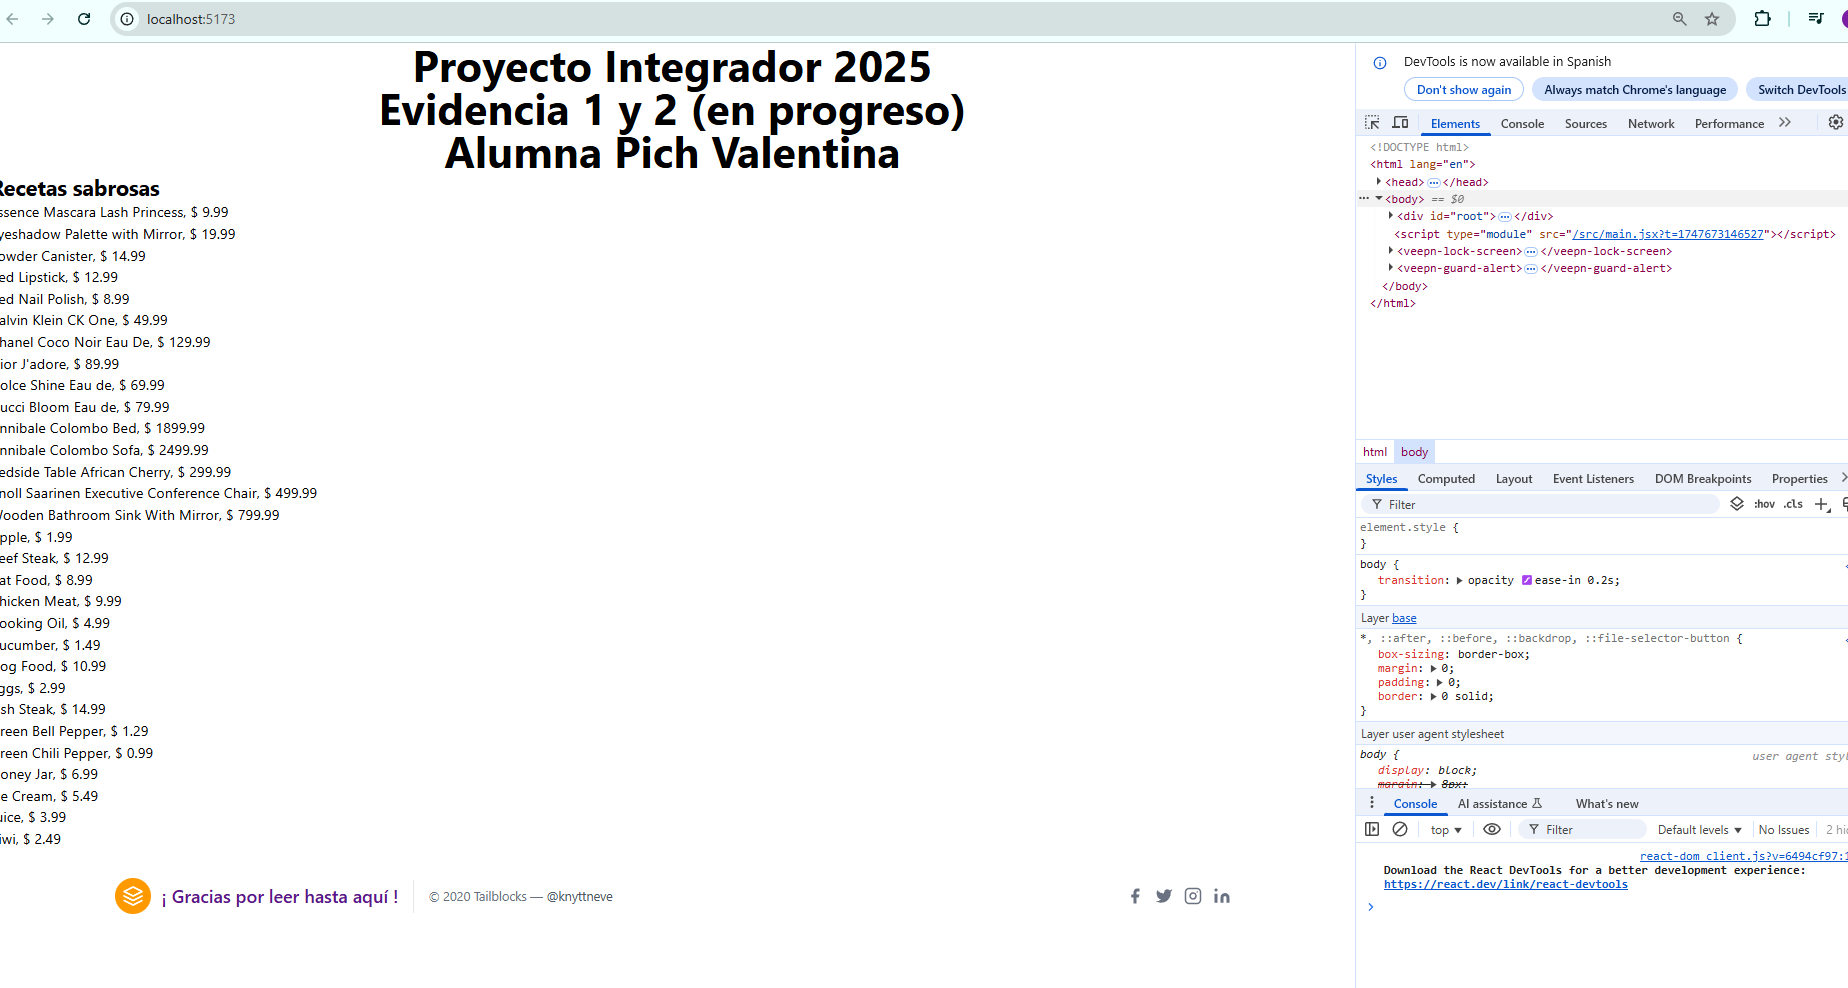 localhost:5173
Proyecto Integrador 2025
Evidencia 1 y 2 (en progreso)
Alumna Pich Valentina
Recetas sabrosas
ssence Mascara Lash Princess, $ 9.99
yeshadow Palette with Mirror, $ 19.99
owder Canister, $ 14.99
ed Lipstick, $ 12.99
ed Nail Polish, $ 8.99
alvin Klein CK One, $ 49.99
hanel Coco Noir Eau De, $ 129.99
ior J'adore, $ 89.99
olce Shine Eau de, $ 69.99
ucci Bloom Eau de, $ 79.99
nnibale Colombo Bed, $ 1899.99
nnibale Colombo Sofa, $ 2499.99
edside Table African Cherry, $ 299.99
noll Saarinen Executive Conference Chair, $ 499.99
Wooden Bathroom Sink With Mirror, $ 799.99
pple, $ 1.99
eef Steak, $ 12.99
at Food, $ 8.99
hicken Meat, $ 9.99
ooking Oil, $ 4.99
ucumber, $ 1.49
og Food, $ 10.99
ggs, $ 2.99
sh Steak, $ 14.99
reen Bell Pepper, $ 1.29
reen Chili Pepper, $ 0.99
oney Jar, $ 6.99
e Cream, $ 5.49
uice, $ 3.99
iwi, $ 2.49
¡ Gracias por leer hasta aquí !
© 2020 Tailblocks — @knyttneve
DevTools is now available in Spanish
Don't show again
Always match Chrome's language
Switch DevTools
Elements Console Sources Network Performance
<!DOCTYPE html>
<html lang="en">
<head> … </head>
<body> == $0
<div id="root"> … </div>
<script type="module" src="/src/main.jsx?t=1747673146527"></script>
<veepn-lock-screen> … </veepn-lock-screen>
<veepn-guard-alert> … </veepn-guard-alert>
</body>
</html>
html body
Styles Computed Layout Event Listeners DOM Breakpoints Properties
Filter :hov .cls
element.style {
}
body {
transition: opacity ease-in 0.2s;
}
Layer base
*, ::after, ::before, ::backdrop, ::file-selector-button {
box-sizing: border-box;
margin: 0;
padding: 0;
border: 0 solid;
}
Layer user agent stylesheet
body { user agent styl
display: block;
margin: 8px;
Console AI assistance What's new
top Filter Default levels No Issues 2 hi
react-dom client.js?v=6494cf97:1
Download the React DevTools for a better development experience:
https://react.dev/link/react-devtools